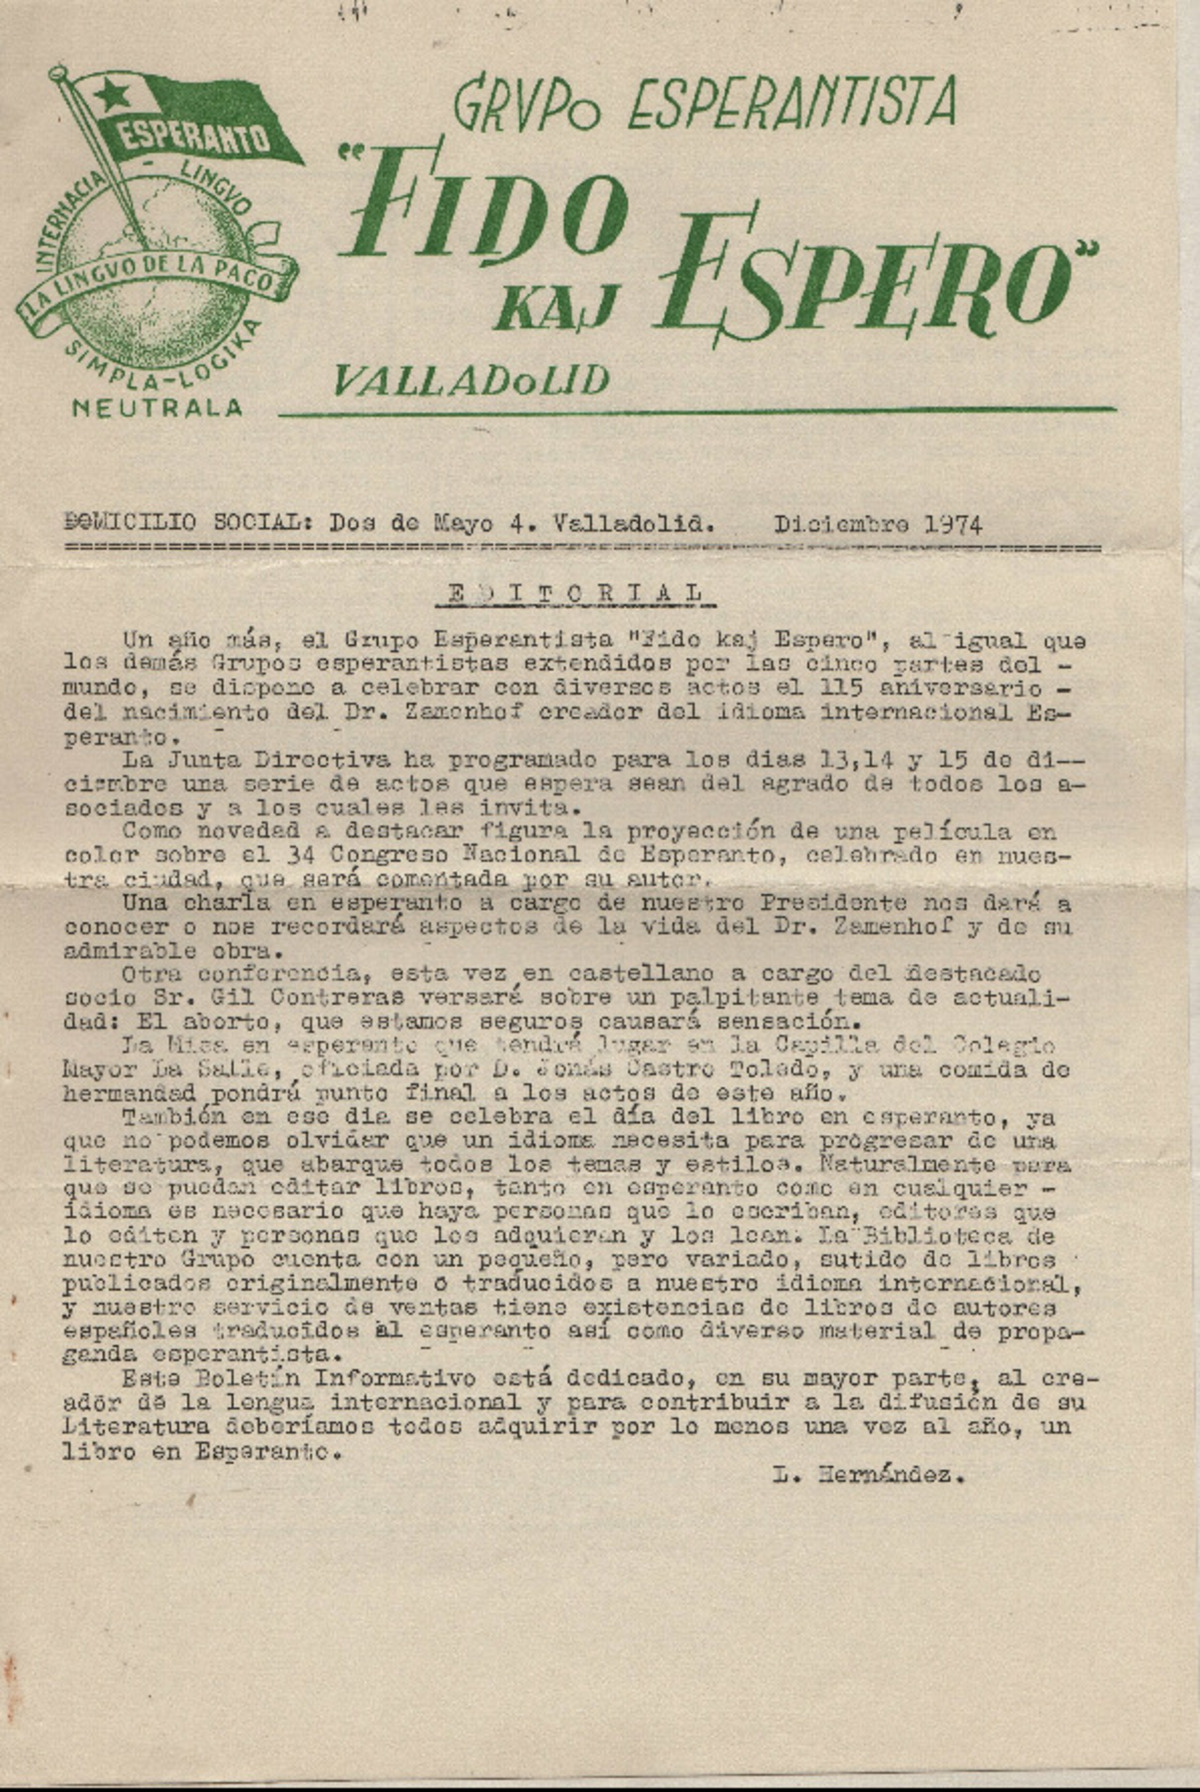 GRVPo ESPERANTISTA
"FIDO
KAJ ESPERO"
VALLADoLID
ESPERANTO
INTERNACIA - LINGVO
LA LINGVO DE LA PACO
SIMPLA-LOGIKA
NEUTRALA
DOMICILIO SOCIAL: Dos de Mayo 4. Valladolid. Diciembre 1974
EDITORIAL
Un año más, el Grupo Esperantista "Fido kaj Espero", al igual que
los demás Grupos esperantistas extendidos por las cinco partes del -
mundo, se dispone a celebrar con diversos actos el 115 aniversario -
del nacimiento del Dr. Zamenhof creador del idioma internacional Es-
peranto.
La Junta Directiva ha programado para los dias 13,14 y 15 de di--
ciembre una serie de actos que espera sean del agrado de todos los a-
sociados y a los cuales les invita.
Como novedad a destacar figura la proyección de una película en
color sobre el 34 Congreso Nacional de Esperanto, celebrado en nues-
tra ciudad, que será comentada por su autor.
Una charla en esperanto a cargo de nuestro Presidente nos dará a
conocer o nos recordará aspectos de la vida del Dr. Zamenhof y de su
admirable obra.
Otra conferencia, esta vez en castellano a cargo del destacado
socio Sr. Gil Contreras versará sobre un palpitante tema de actuali-
dad: El aborto, que estamos seguros causará sensación.
La Misa en esperanto que tendrá lugar en la Capilla del Colegio
Mayor La Salle, oficiada por D. Jonás Castro Toledo, y una comida de
hermandad pondrá punto final a los actos de este año.
También en ese dia se celebra el día del libro en esperanto, ya
que no podemos olvidar que un idioma necesita para progresar de una
literatura, que abarque todos los temas y estilos. Naturalmente para
que se puedan editar libros, tanto en esperanto como en cualquier -
idioma es necesario que haya personas que lo escriban, editores que
lo editen y personas que los adquieran y los lean. La Biblioteca de
nuestro Grupo cuenta con un pequeño, pero variado, sutido de libros
publicados originalmente o traducidos a nuestro idioma internacional,
y nuestro servicio de ventas tiene existencias de libros de autores
españoles traducidos al esperanto así como diverso material de propa-
ganda esperantista.
Este Boletín Informativo está dedicado, en su mayor parte, al cre-
ador de la lengua internacional y para contribuir a la difusión de su
Literatura deberíamos todos adquirir por lo menos una vez al año, un
libro en Esperanto.
L. Hernández.